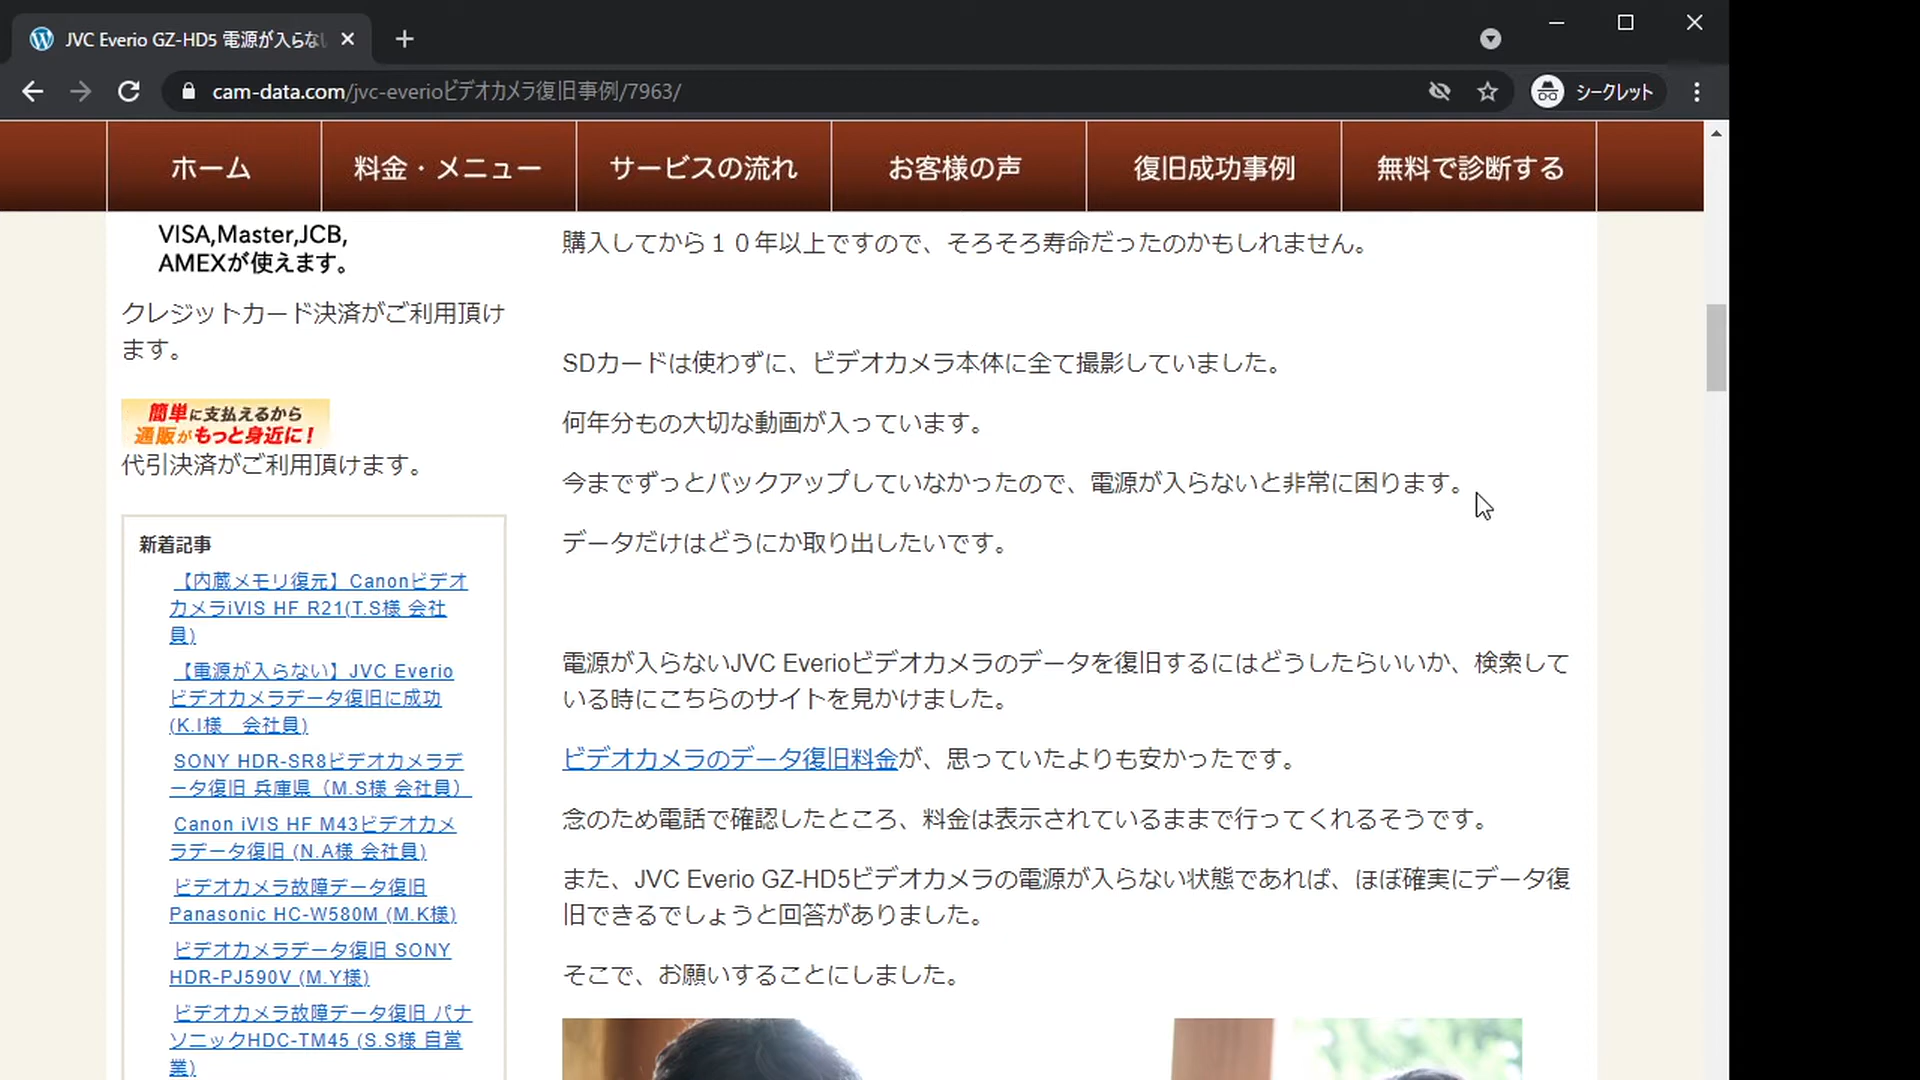 JVC Everio GZ-HD5 電源が入らな
cam-data.com/jvc-everioビデオカメラ復旧事例/7963/
シークレット
ホーム
料金・メニュー
サービスの流れ
お客様の声
復旧成功事例
無料で診断する
VISA,Master,JCB,
AMEXが使えます。
クレジットカード決済がご利用頂け
ます。
簡単に支払えるから
通販がもっと身近に！
代引決済がご利用頂けます。
新着記事
【内蔵メモリ復元】Canonビデオ
カメラiVIS HF R21(T.S様 会社
員)
【電源が入らない】JVC Everio
ビデオカメラデータ復旧に成功
(K.I様　会社員)
SONY HDR-SR8ビデオカメラデ
ータ復旧 兵庫県（M.S様 会社員）
Canon iVIS HF M43ビデオカメ
ラデータ復旧 (N.A様 会社員)
ビデオカメラ故障データ復旧
Panasonic HC-W580M (M.K様)
ビデオカメラデータ復旧 SONY
HDR-PJ590V (M.Y様)
ビデオカメラ故障データ復旧 パナ
ソニックHDC-TM45 (S.S様 自営
業)
購入してから１０年以上ですので、そろそろ寿命だったのかもしれません。
SDカードは使わずに、ビデオカメラ本体に全て撮影していました。
何年分もの大切な動画が入っています。
今までずっとバックアップしていなかったので、電源が入らないと非常に困ります。
データだけはどうにか取り出したいです。
電源が入らないJVC Everioビデオカメラのデータを復旧するにはどうしたらいいか、検索して
いる時にこちらのサイトを見かけました。
ビデオカメラのデータ復旧料金が、思っていたよりも安かったです。
念のため電話で確認したところ、料金は表示されているままで行ってくれるそうです。
また、JVC Everio GZ-HD5ビデオカメラの電源が入らない状態であれば、ほぼ確実にデータ復
旧できるでしょうと回答がありました。
そこで、お願いすることにしました。